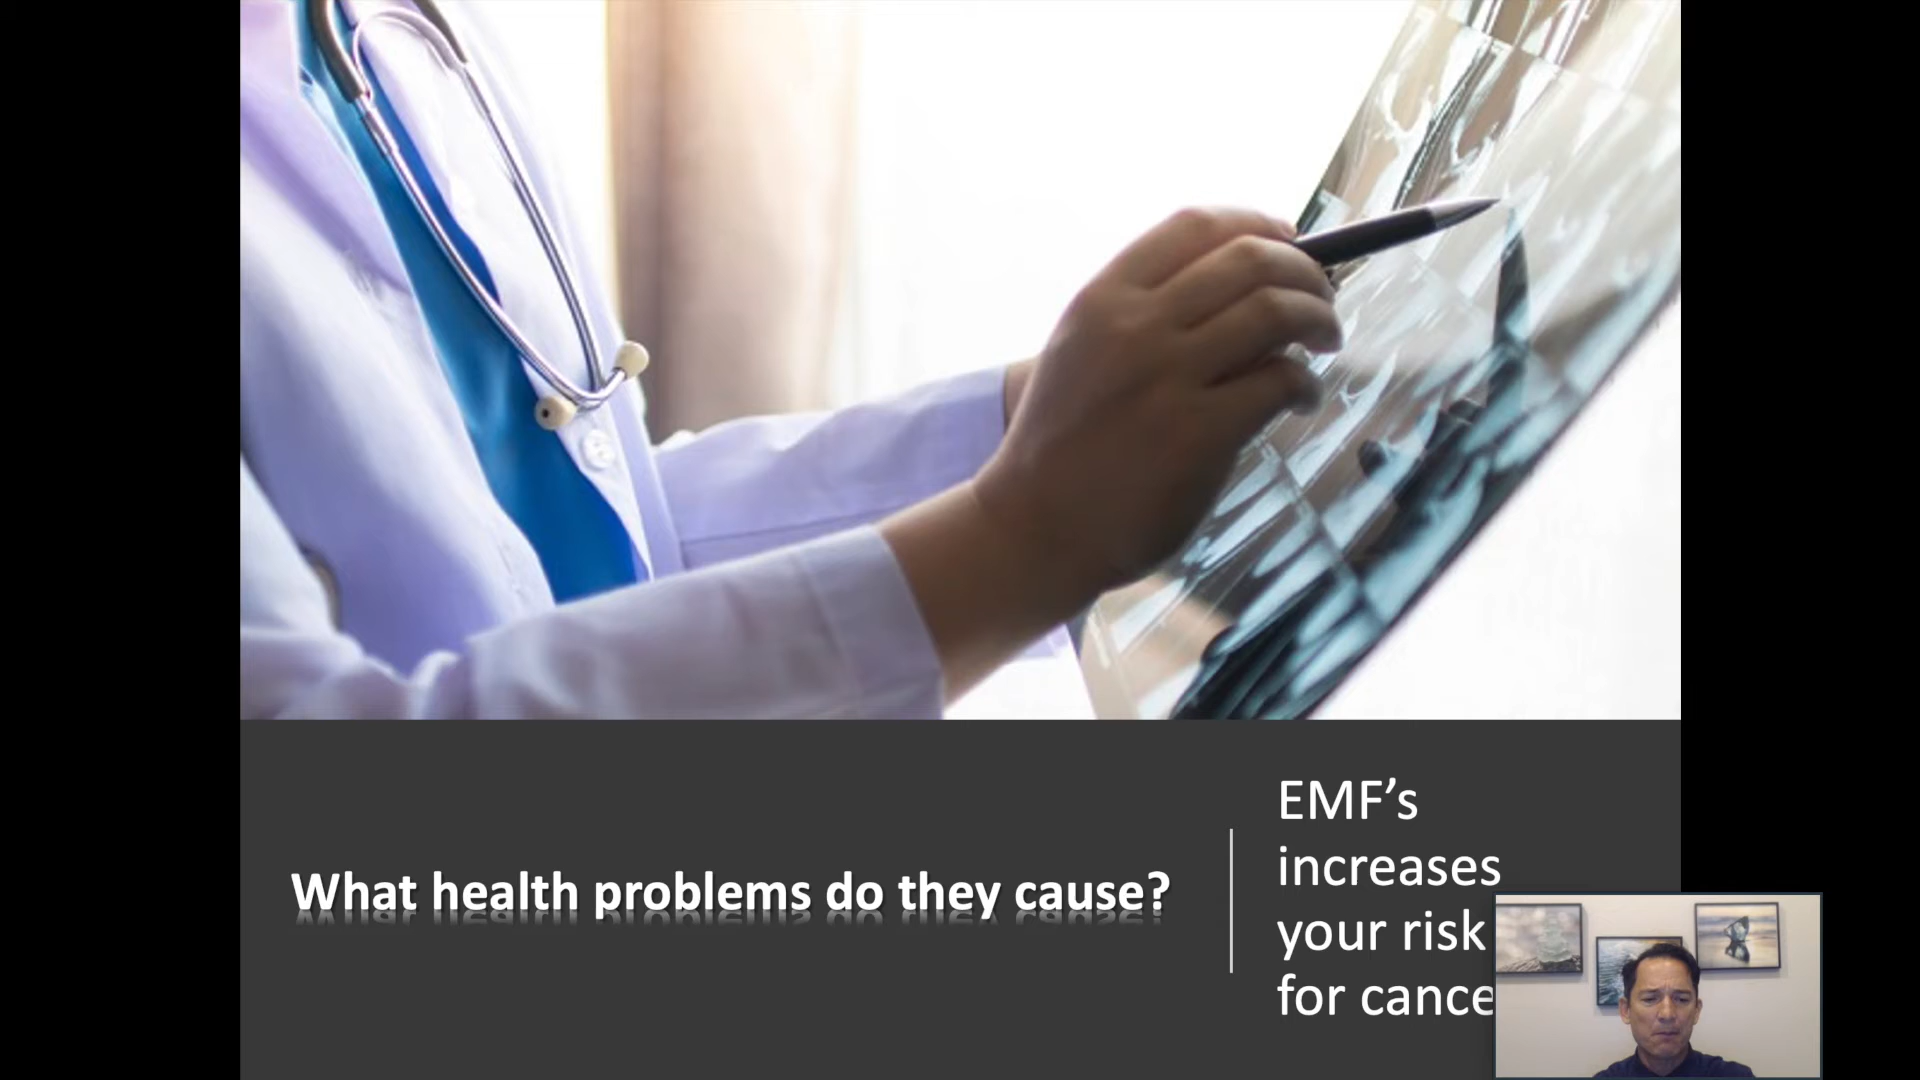 What health problems do they cause?
EMF’s
increases
your risk
for cance